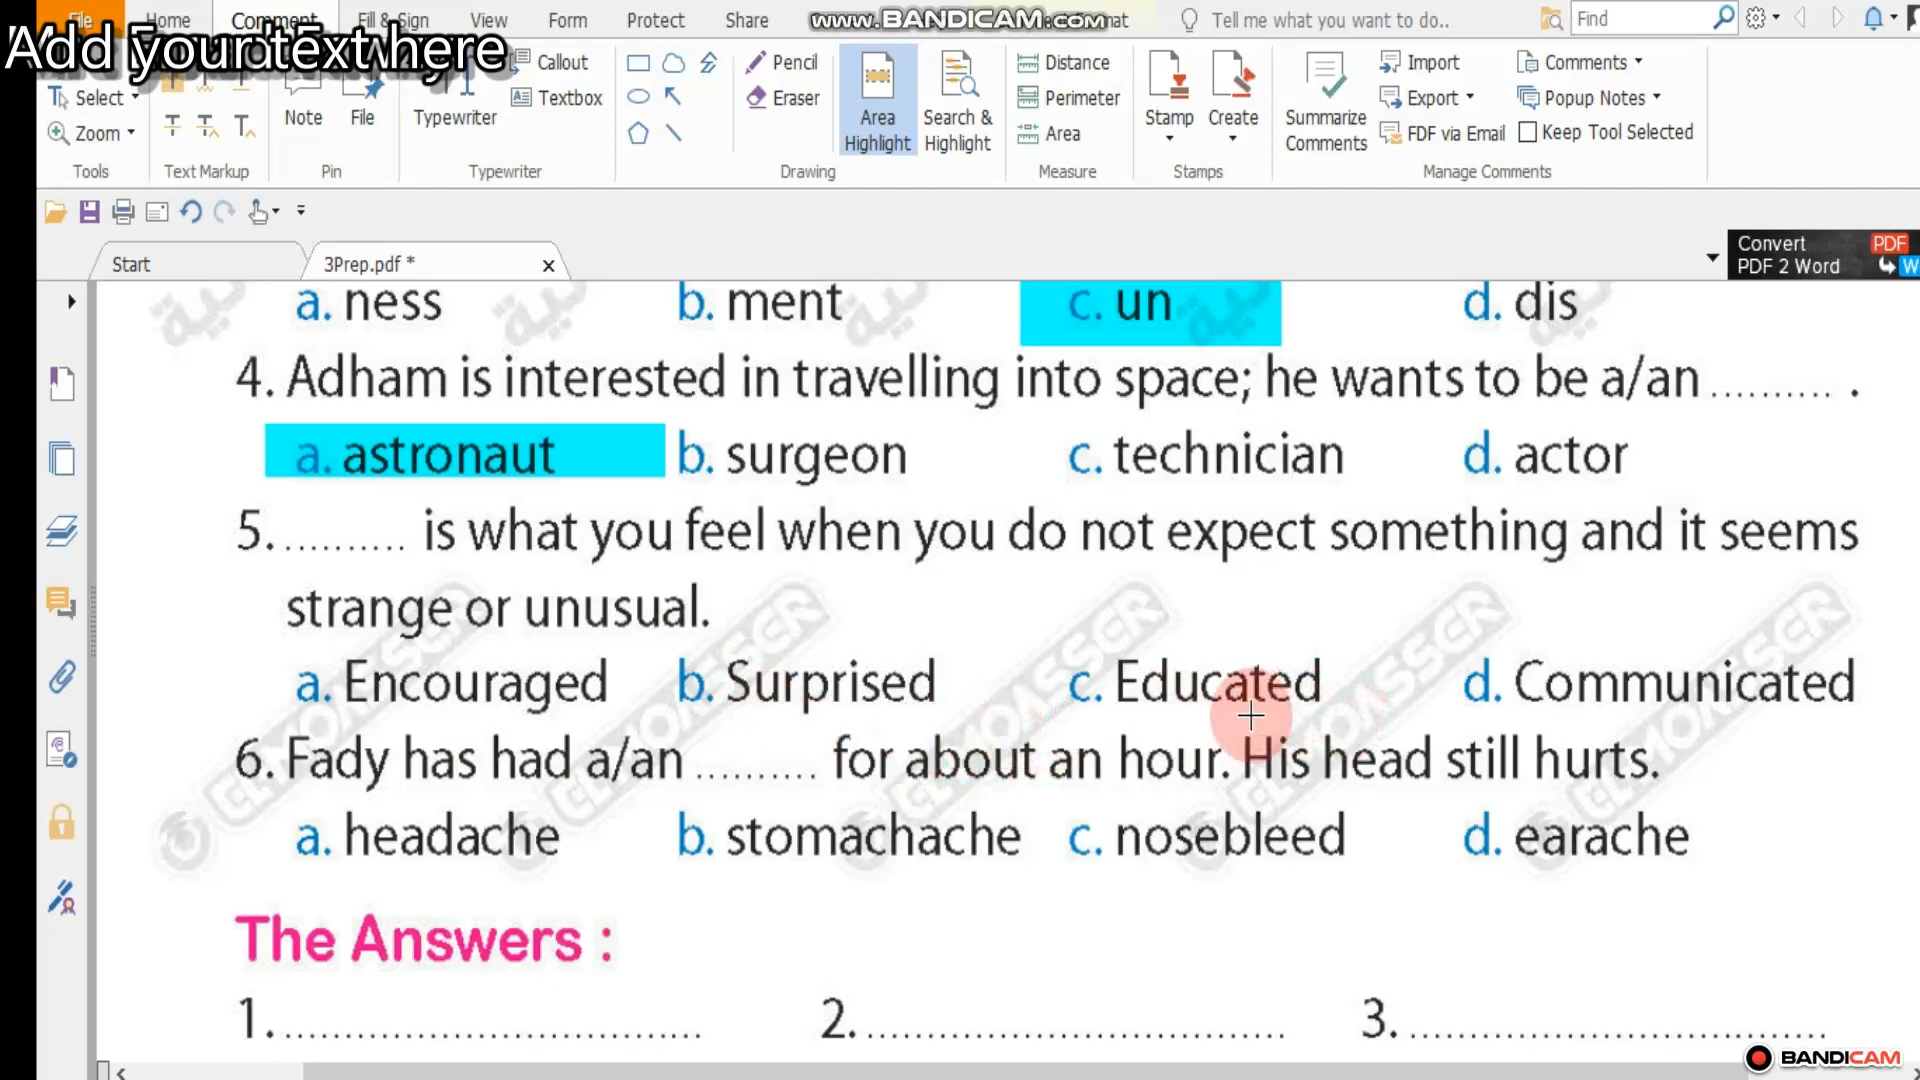 File Home Comment Fill & Sign View Form Protect Share www.BANDICAM.com Format Tell me what you want to do.. Find
Add your text here
Callout Pencil Distance Import Comments
Select Textbox Eraser Perimeter Export Popup Notes
Zoom Note File Typewriter Area Highlight Search & Highlight Area Stamp Create Summarize Comments FDF via Email Keep Tool Selected
Tools Text Markup Pin Typewriter Drawing Measure Stamps Manage Comments
Start 3Prep.pdf * x Convert PDF
PDF 2 Word W
a. ness b. ment c. un d. dis
4. Adham is interested in travelling into space; he wants to be a/an .......... .
a. astronaut b. surgeon c. technician d. actor
5. .......... is what you feel when you do not expect something and it seems
strange or unusual.
a. Encouraged b. Surprised c. Educated d. Communicated
6. Fady has had a/an .......... for about an hour. His head still hurts.
a. headache b. stomachache c. nosebleed d. earache
The Answers :
1. ................................... 2. ................................... 3. ...................................
BANDICAM